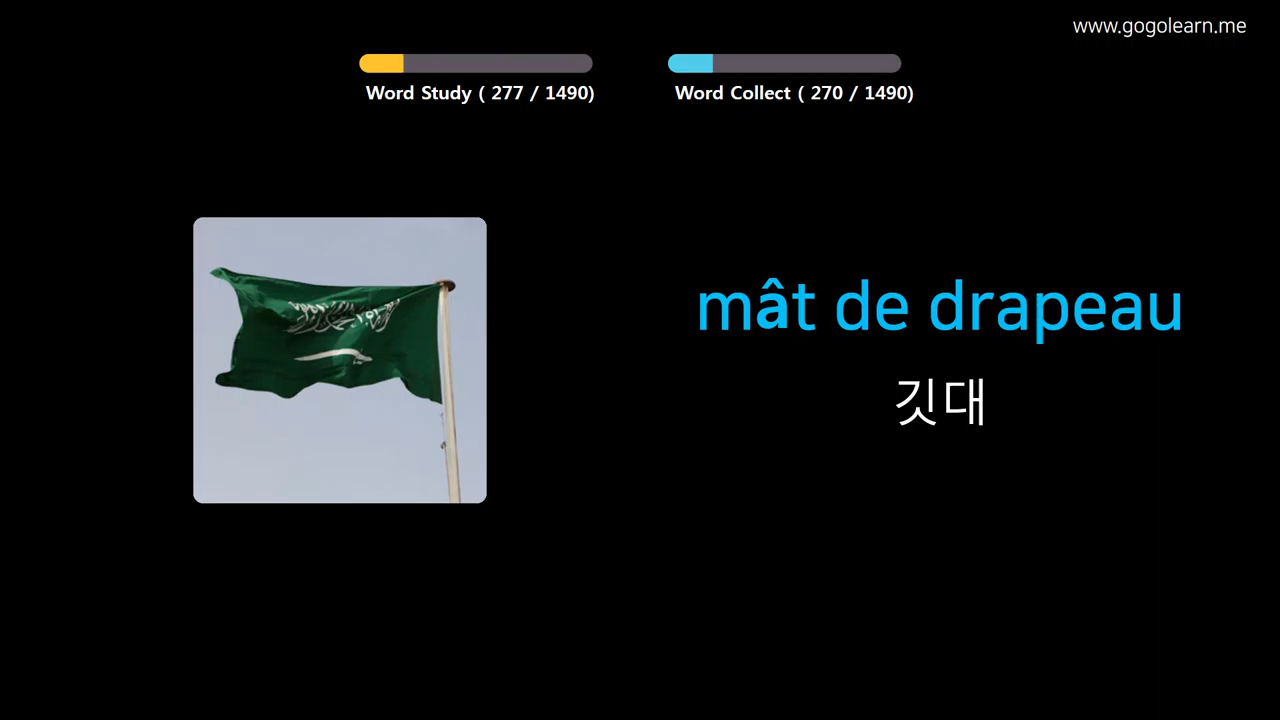 www.gogolearn.me
Word Study ( 277 / 1490)
Word Collect ( 270 / 1490)
mât de drapeau
깃대